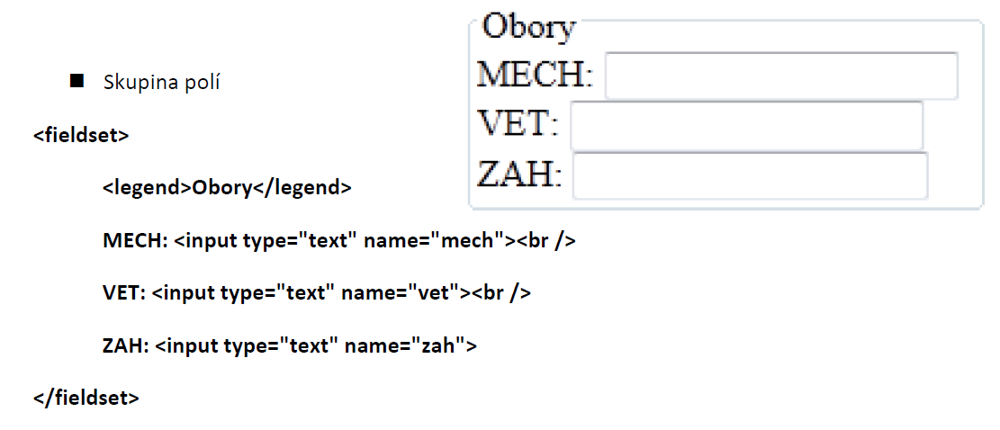 Obory
MECH:
VET:
ZAH:
■ Skupina polí
<fieldset>
<legend>Obory</legend>
MECH: <input type="text" name="mech"><br />
VET: <input type="text" name="vet"><br />
ZAH: <input type="text" name="zah">
</fieldset>